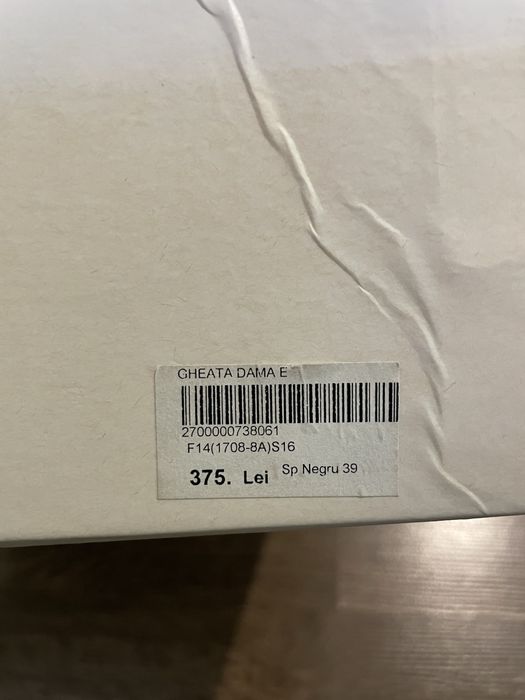 GHEATA DAMA E
2700000738061
F14(1708-8A)S16
375. Lei Sp Negru 39